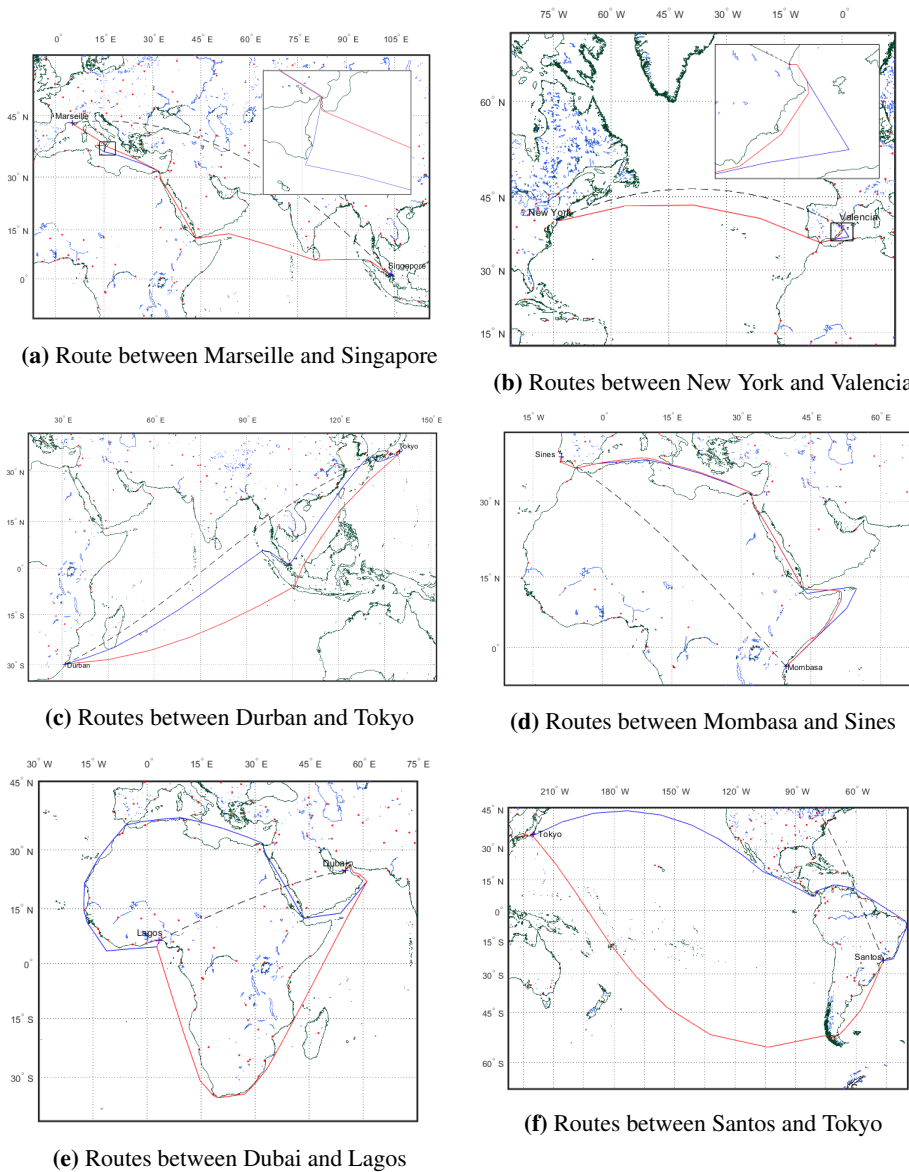 0° E 15° E 30° E 45° E 60° E 75° E 90° E 105° E
45° N
30° N
15° N
0°
Marseille
Singapore
(a) Route between Marseille and Singapore
75° W 60° W 45° W 30° W 15° W 0°
60° N
45° N
30° N
15° N
New York
Valencia
(b) Routes between New York and Valencia
30° E 60° E 90° E 120° E 150° E
30° N
15° N
0°
15° S
30° S
Tokyo
Durban
(c) Routes between Durban and Tokyo
15° W 0° 15° E 30° E 45° E 60° E
30° N
15° N
0°
Sines
Mombasa
(d) Routes between Mombasa and Sines
30° W 15° W 0° 15° E 30° E 45° E 60° E 75° E
45° N
30° N
15° N
0°
15° S
30° S
Dubai
Lagos
(e) Routes between Dubai and Lagos
210° W 180° W 150° W 120° W 90° W 60° W
45° N
30° N
15° N
0°
15° S
30° S
45° S
60° S
Tokyo
Santos
(f) Routes between Santos and Tokyo